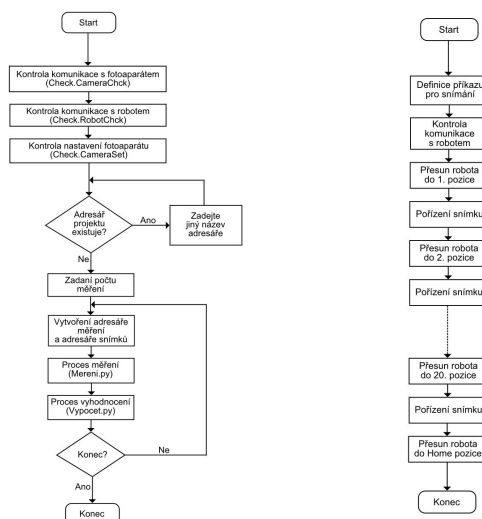 Start
Kontrola komunikace s fotoaparátem
(Check.CameraChck)
Kontrola komunikace s robotem
(Check.RobotChck)
Kontrola nastavení fotoaparátu
(Check.CameraSet)
Adresář
projektu
existuje?
Ano
Zadejte
jiný název
adresáře
Ne
Zadaní počtu
měření
Vytvoření adresáře
měření
a adresáře snímků
Proces měření
(Mereni.py)
Proces vyhodnocení
(Vypocet.py)
Konec?
Ne
Ano
Konec
Start
Definice příkazu
pro snímání
Kontrola
komunikace
s robotem
Přesun robota
do 1. pozice
Pořízení snímku
Přesun robota
do 2. pozice
Pořízení snímku
Přesun robota
do 20. pozice
Pořízení snímku
Přesun robota
do Home pozice
Konec